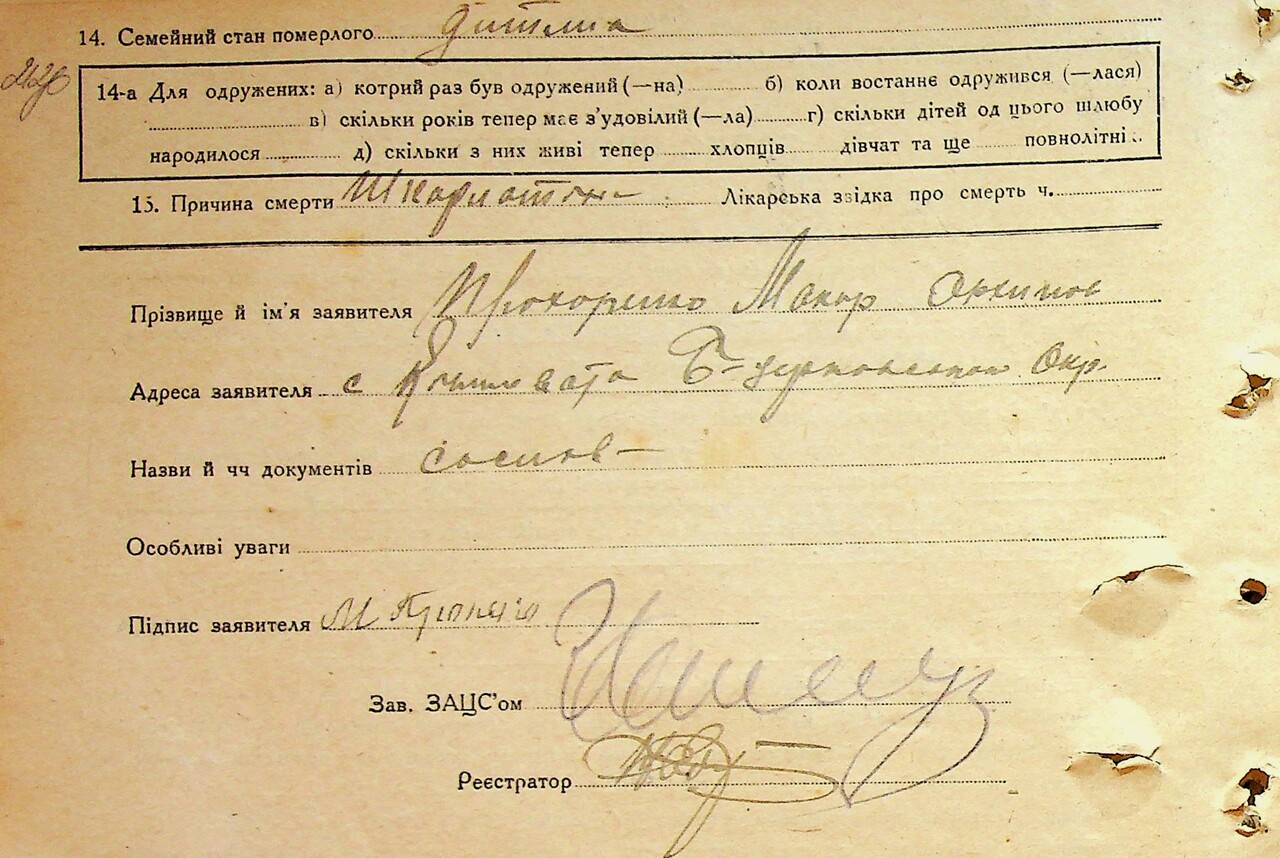 14. Семейний стан померлого дитина
14-а Для одружених: а) котрий раз був одружений (—на) б) коли востаннє одружився (—лася)
в) скільки років тепер має з'удовілий (—ла) г) скільки дітей од цього шлюбу
народилося д) скільки з них живі тепер хлопців дівчат та ще повнолітні
15. Причина смерти Шкарлатина Лікарська звідка про смерть ч.
Прізвище й ім'я заявителя Прохоренко Макар Архипов
Адреса заявителя с Б-Церковськой Окр.
Назви й чч документів
Особливі уваги
Підпис заявителя М
Зав. ЗАЦС'ом
Реєстратор